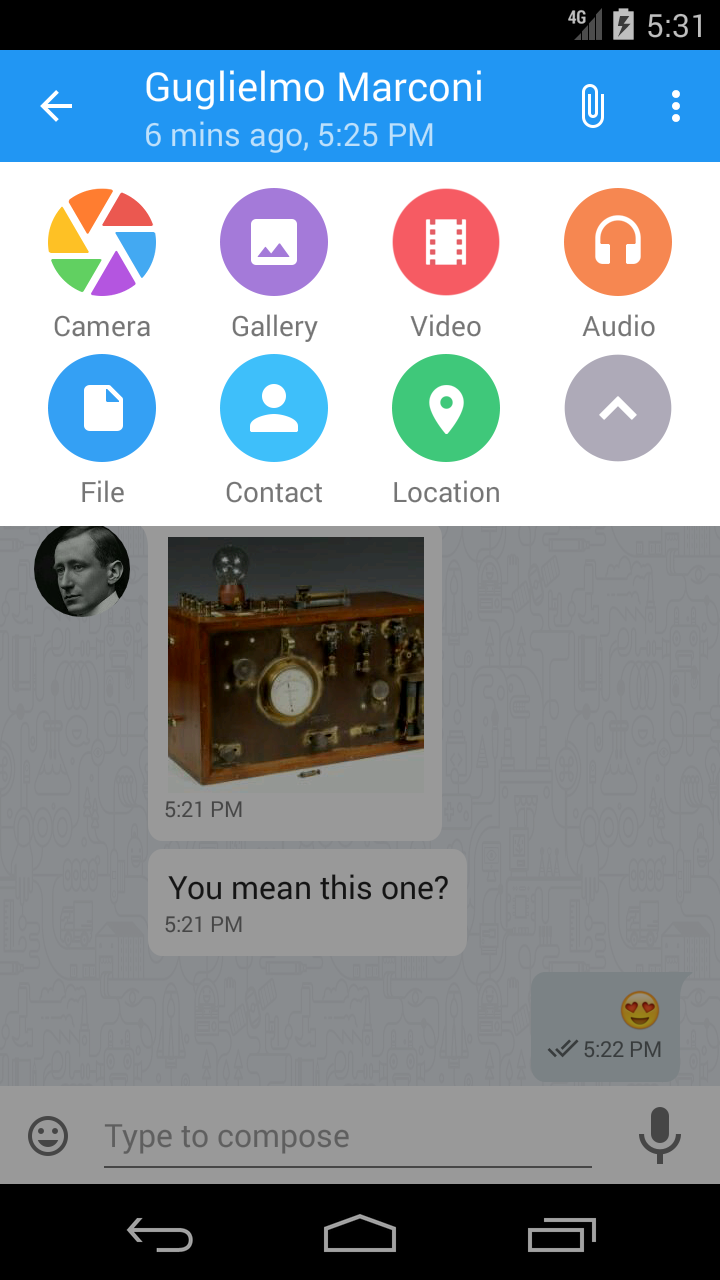 4G 5:31
Guglielmo Marconi
6 mins ago, 5:25 PM
Camera Gallery Video Audio
File Contact Location
5:21 PM
You mean this one?
5:21 PM
😍
5:22 PM
Type to compose